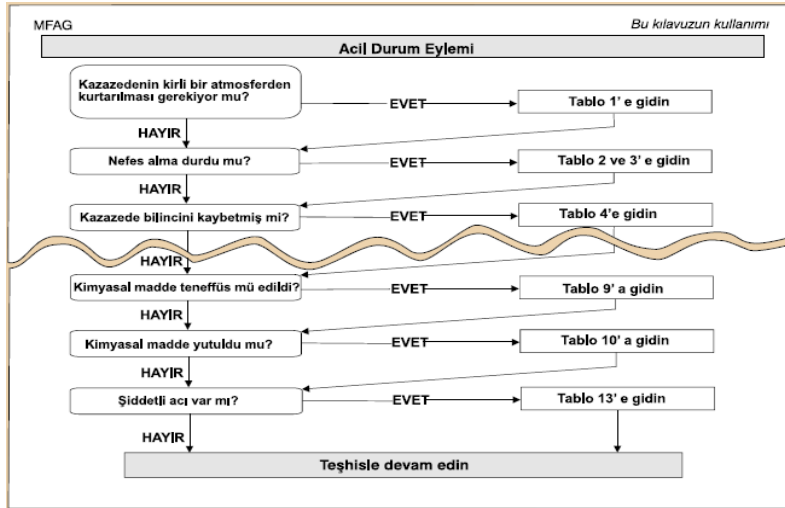 MFAG
Bu kılavuzun kullanımı
Acil Durum Eylemi
Kazazedenin kirli bir atmosferden
kurtarılması gerekiyor mu?
EVET
Tablo 1' e gidin
HAYIR
Nefes alma durdu mu?
EVET
Tablo 2 ve 3' e gidin
HAYIR
Kazazede bilincini kaybetmiş mi?
EVET
Tablo 4'e gidin
HAYIR
Kimyasal madde teneffüs mü edildi?
EVET
Tablo 9' a gidin
HAYIR
Kimyasal madde yutuldu mu?
EVET
Tablo 10' a gidin
HAYIR
Şiddetli acı var mı?
EVET
Tablo 13' e gidin
HAYIR
Teşhisle devam edin